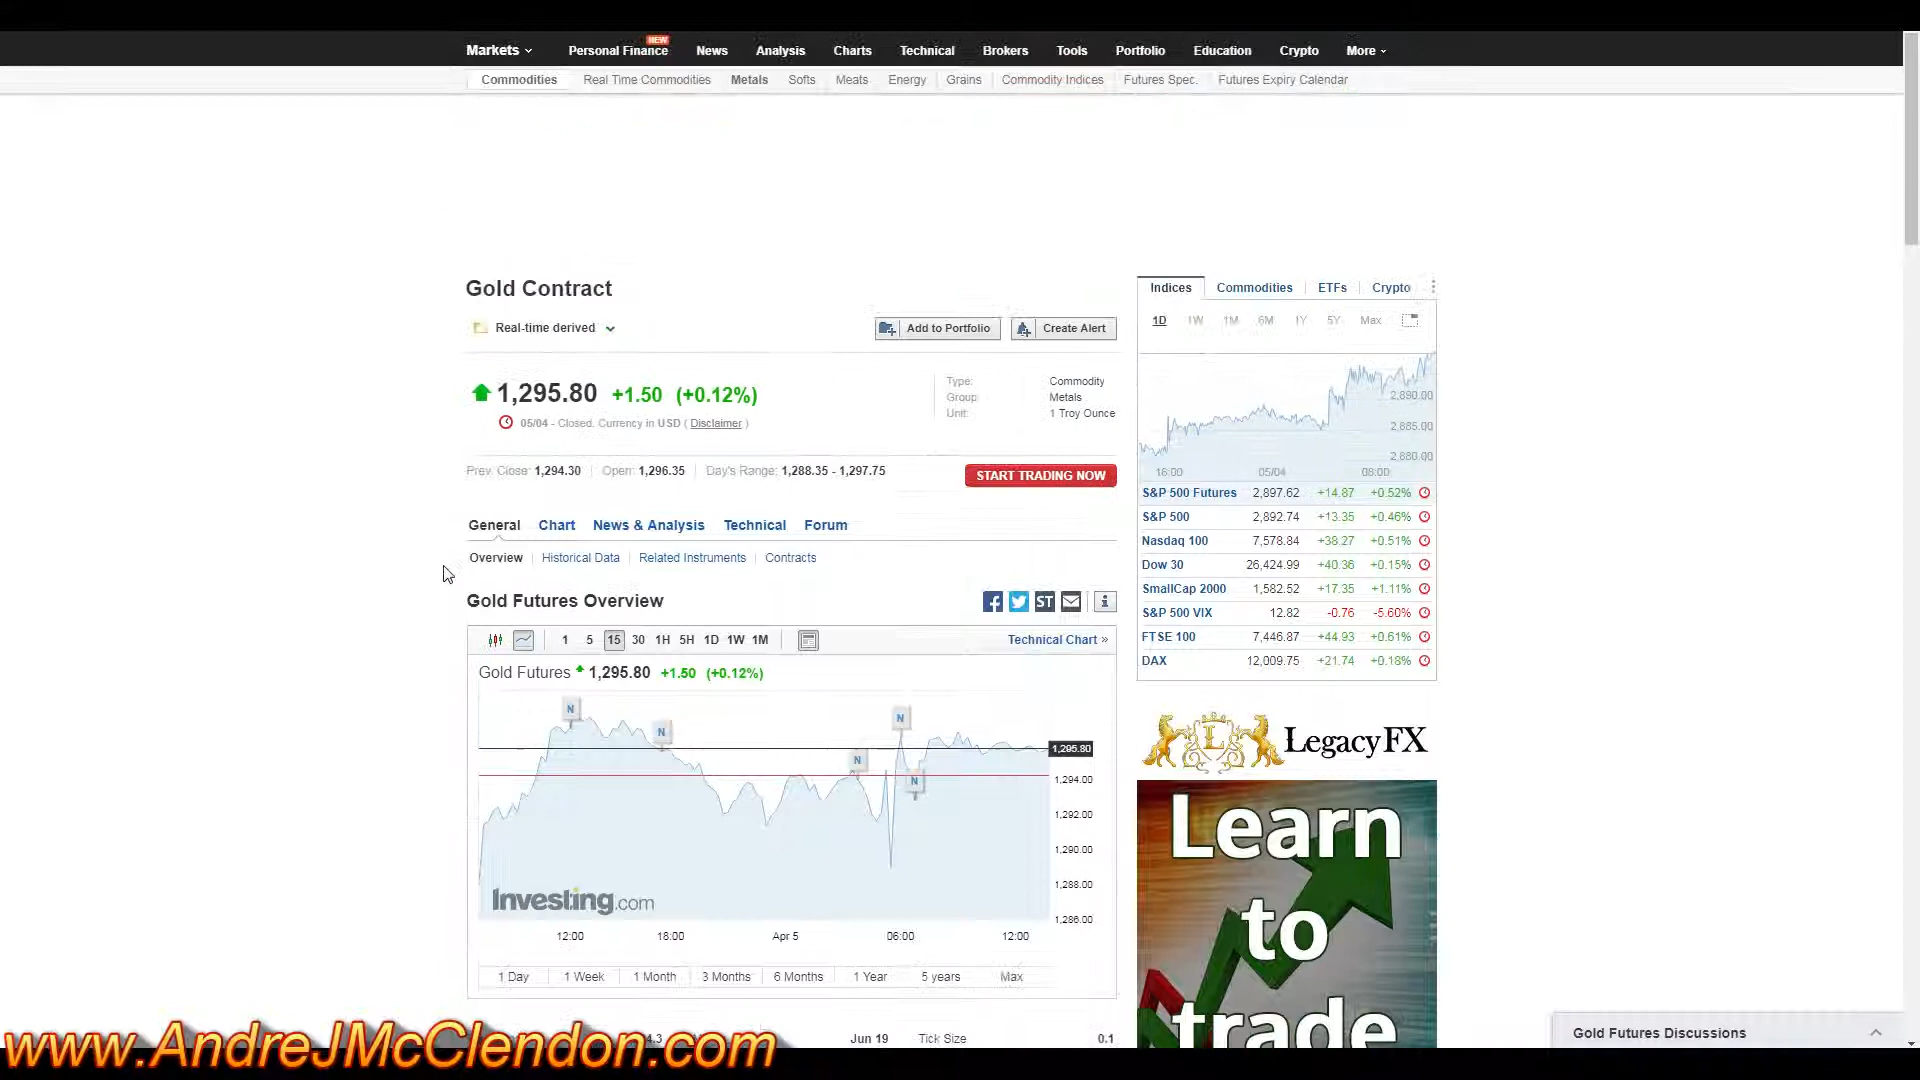 Markets
Personal Finance
NEW
News
Analysis
Charts
Technical
Brokers
Tools
Portfolio
Education
Crypto
More
Commodities
Real Time Commodities
Metals
Softs
Meats
Energy
Grains
Commodity Indices
Futures Spec.
Futures Expiry Calendar
Gold Contract
Real-time derived
Add to Portfolio
Create Alert
1,295.80 +1.50 (+0.12%)
05/04 - Closed. Currency in USD ( Disclaimer )
Type: Commodity
Group: Metals
Unit: 1 Troy Ounce
Prev. Close: 1,294.30 Open: 1,296.35 Day's Range: 1,288.35 - 1,297.75
START TRADING NOW
General Chart News & Analysis Technical Forum
Overview Historical Data Related Instruments Contracts
Gold Futures Overview
ST
1 5 15 30 1H 5H 1D 1W 1M
Technical Chart »
Gold Futures 1,295.80 +1.50 (+0.12%)
N
N
N
N
N
1,295.80
1,294.00
1,292.00
1,290.00
1,288.00
1,286.00
Investing.com
12:00 18:00 Apr 5 06:00 12:00
1 Day 1 Week 1 Month 3 Months 6 Months 1 Year 5 years Max
Jun 19 Tick Size 0.1
Indices Commodities ETFs Crypto
1D 1W 1M 6M 1Y 5Y Max
2,890.00
2,885.00
2,880.00
16:00 05/04 08:00
S&P 500 Futures 2,897.62 +14.87 +0.52%
S&P 500 2,892.74 +13.35 +0.46%
Nasdaq 100 7,578.84 +38.27 +0.51%
Dow 30 26,424.99 +40.36 +0.15%
SmallCap 2000 1,582.52 +17.35 +1.11%
S&P 500 VIX 12.82 -0.76 -5.60%
FTSE 100 7,446.87 +44.93 +0.61%
DAX 12,009.75 +21.74 +0.18%
L
LegacyFX
Learn
to
trade
Gold Futures Discussions
www.AndreJMcClendon.com